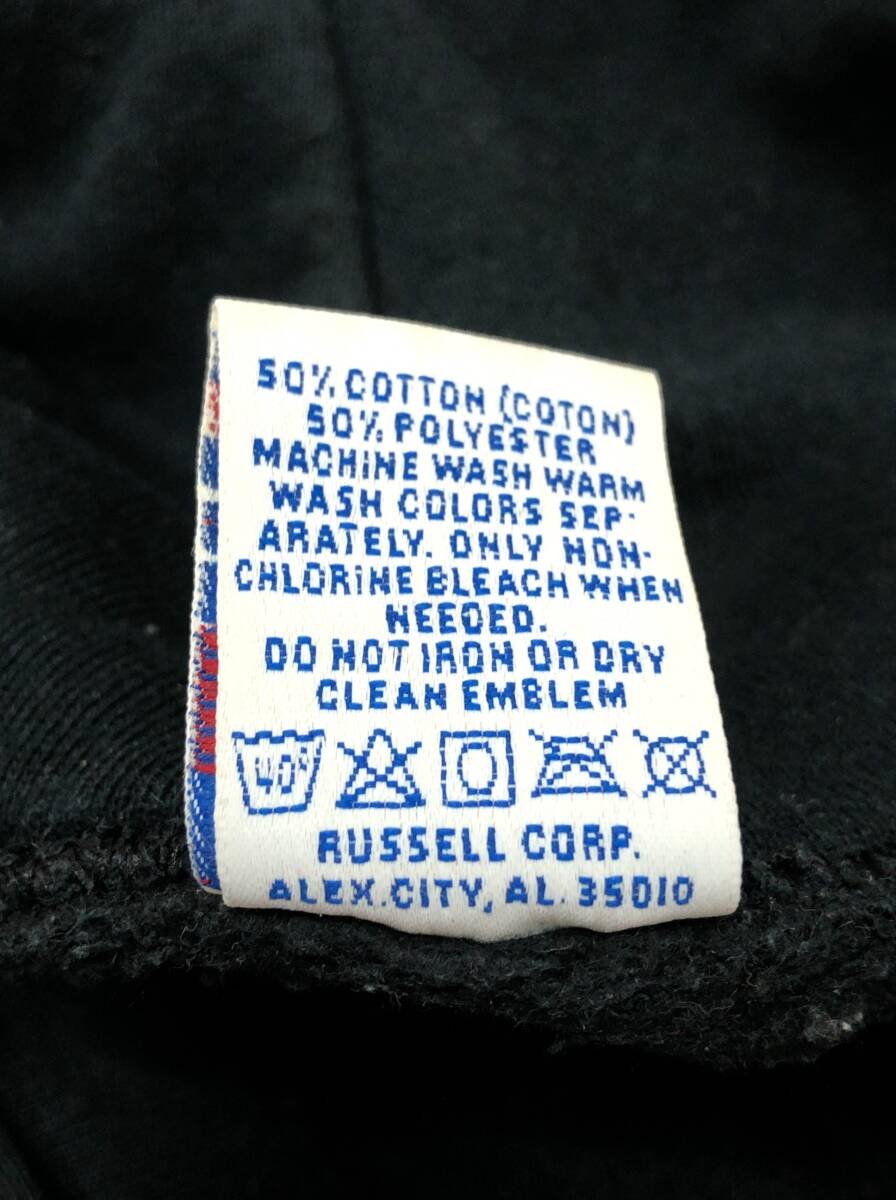 50% COTTON (COTON)
50% POLYESTER
MACHINE WASH WARM
WASH COLORS SEP-
ARATELY. ONLY NON-
CHLORINE BLEACH WHEN
NEEDED.
DO NOT IRON OR DRY
CLEAN EMBLEM
40°
RUSSELL CORP.
ALEX.CITY, AL. 35010